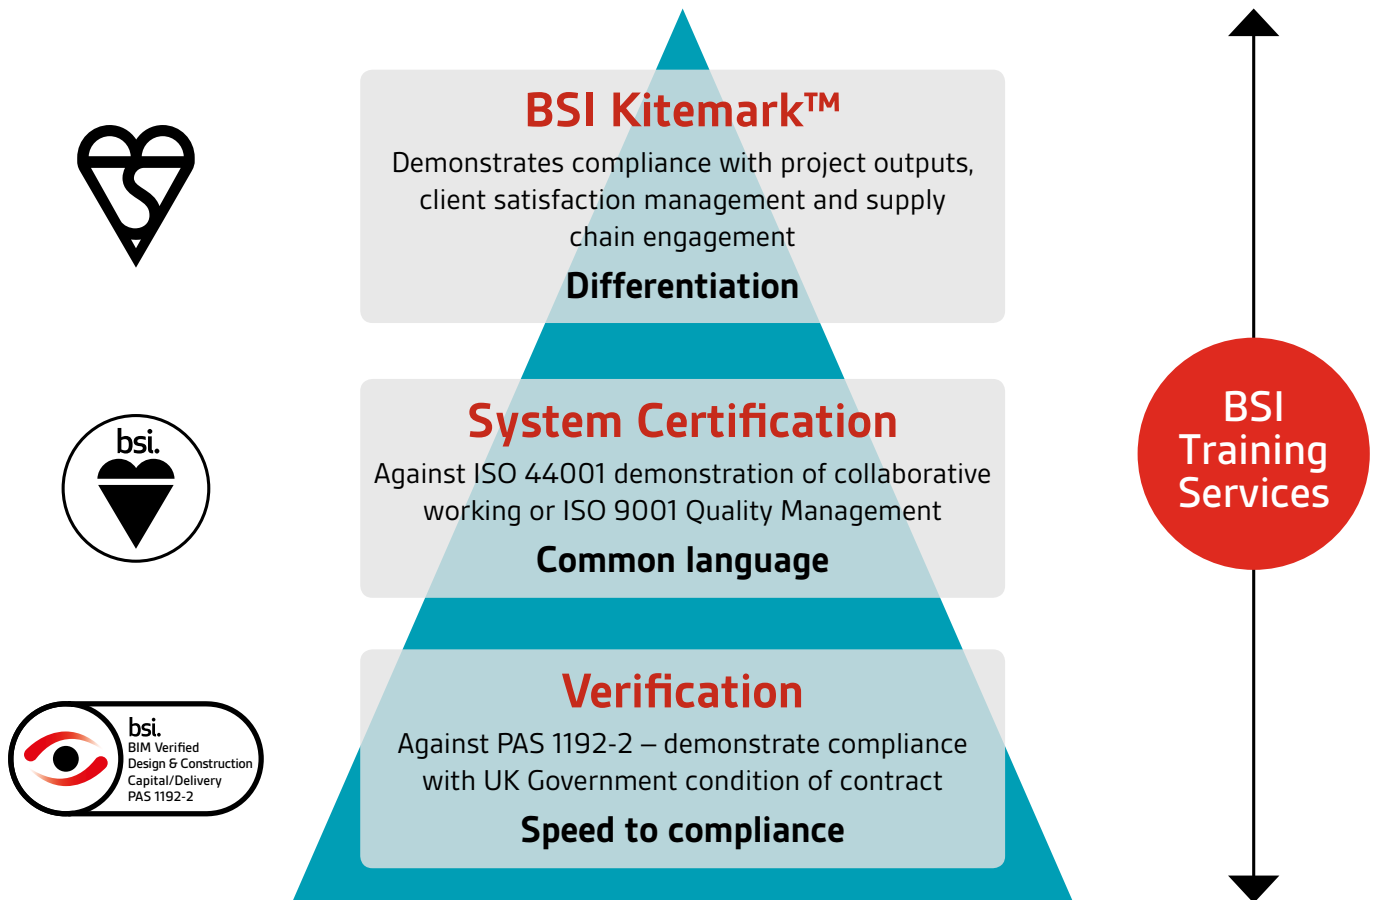 BSI Kitemark™
Demonstrates compliance with project outputs,
client satisfaction management and supply
chain engagement
Differentiation
bsi.
System Certification
Against ISO 44001 demonstration of collaborative
working or ISO 9001 Quality Management
Common language
BSI
Training
Services
bsi.
BIM Verified
Design & Construction
Capital/Delivery
PAS 1192-2
Verification
Against PAS 1192-2 – demonstrate compliance
with UK Government condition of contract
Speed to compliance